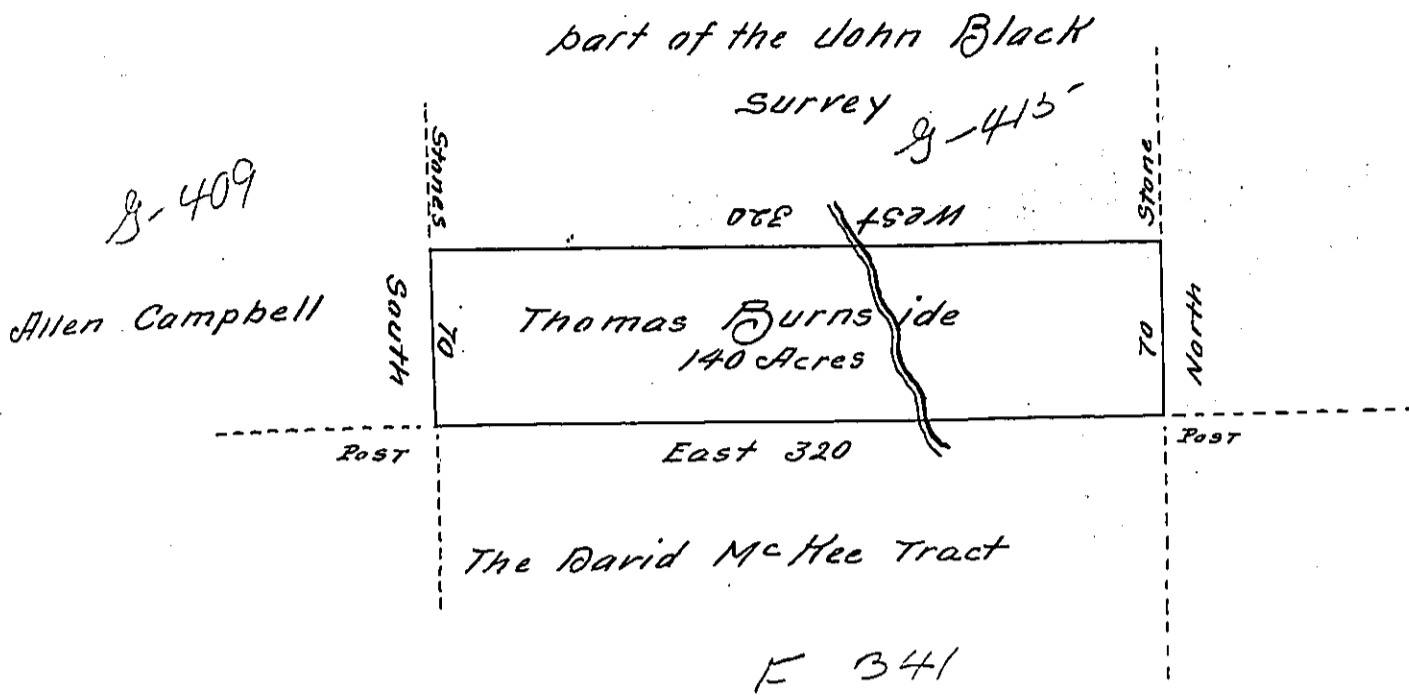 part of the John Black
Survey
G-415
G-409
Stones
Stone
West 320
Allen Campbell
South
70
Thomas Burnside
140 Acres
70
North
Post
East 320
Post
The David McKee Tract
F 341